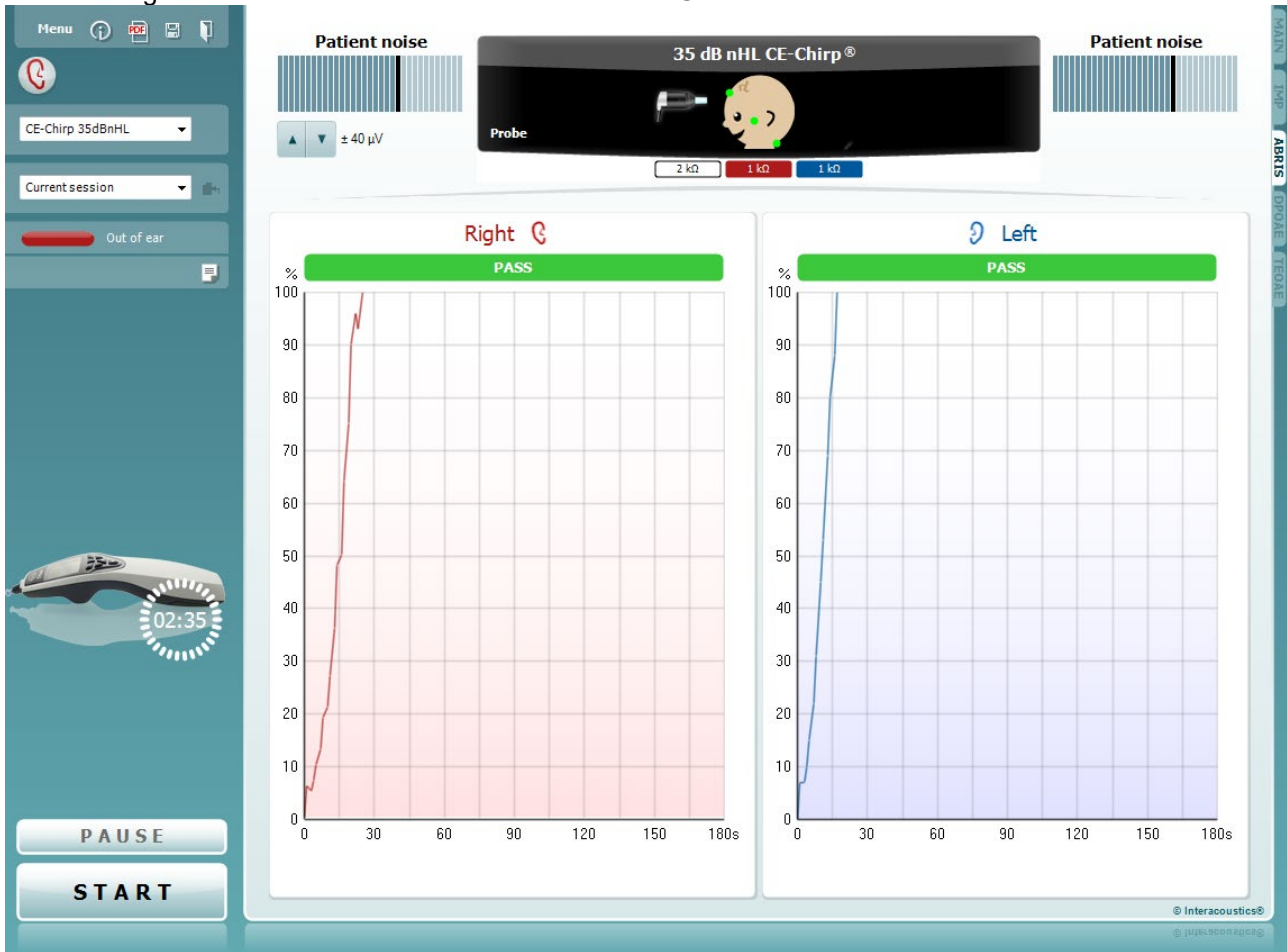 Menu PDF
CE-Chirp 35dBnHL
Current session
Out of ear
02:35
PAUSE
START
Patient noise
± 40 µV
35 dB nHL CE-Chirp®
Probe
2 kΩ 1 kΩ 1 kΩ
Patient noise
Right
PASS
%
100
90
80
70
60
50
40
30
20
10
0
0 30 60 90 120 150 180s
Left
PASS
%
100
90
80
70
60
50
40
30
20
10
0
0 30 60 90 120 150 180s
MAIN
IMP
ABRIS
DPOAE
TEOAE
© Interacoustics®